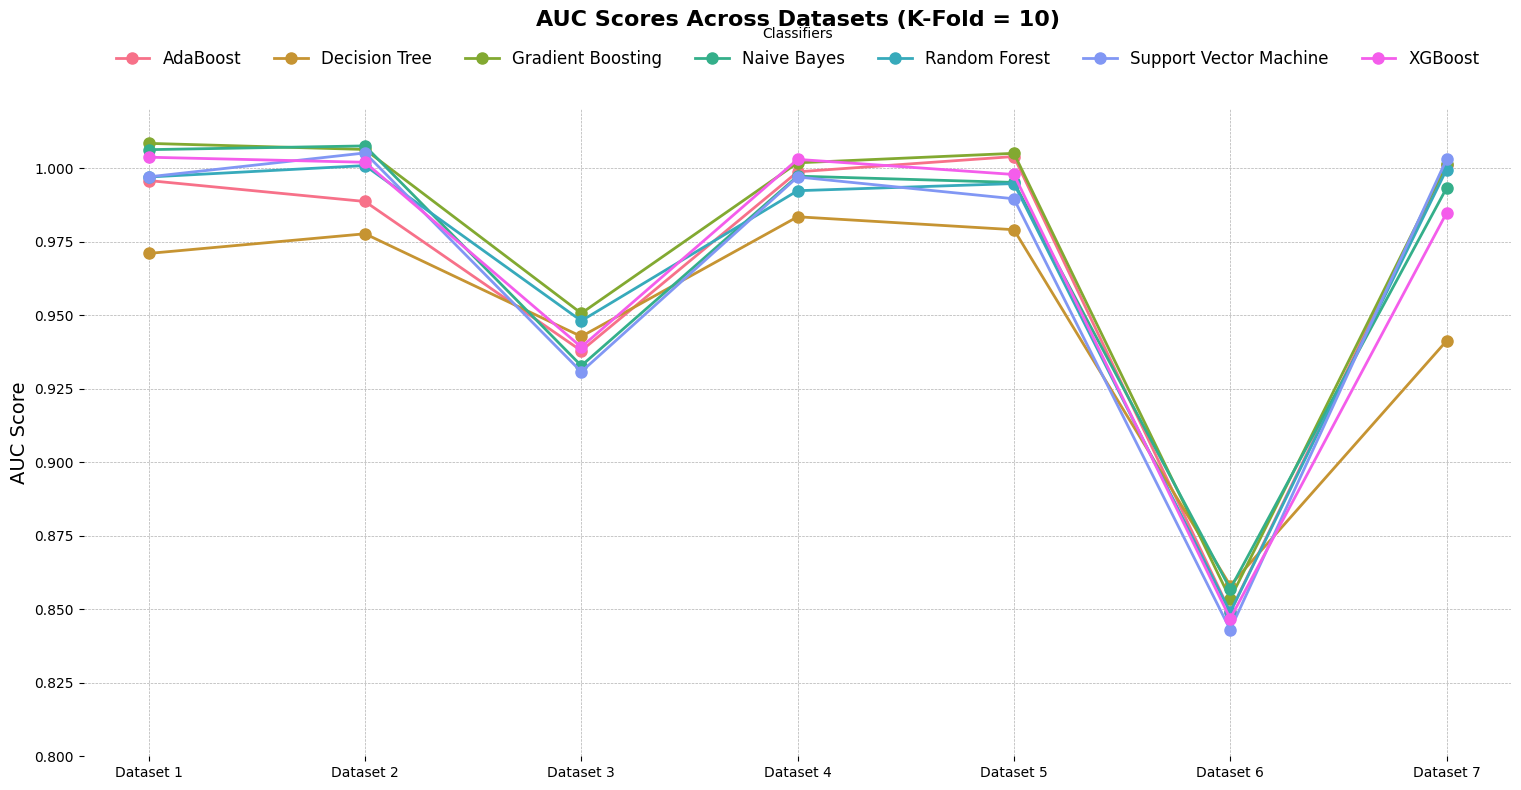 AUC Scores Across Datasets (K-Fold = 10)
Classifiers
AdaBoost Decision Tree Gradient Boosting Naive Bayes Random Forest Support Vector Machine XGBoost
AUC Score
1.000
0.975
0.950
0.925
0.900
0.875
0.850
0.825
0.800
Dataset 1 Dataset 2 Dataset 3 Dataset 4 Dataset 5 Dataset 6 Dataset 7